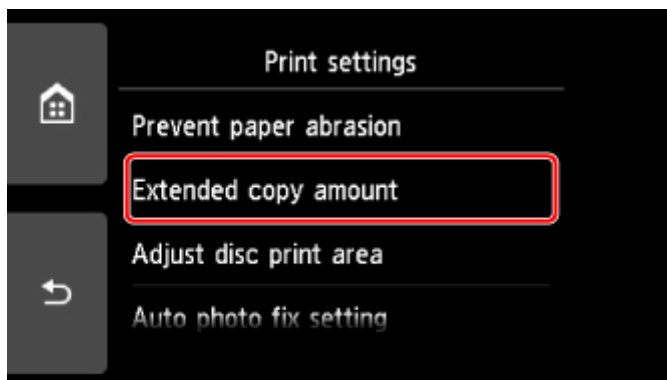 Print settings
Prevent paper abrasion
Extended copy amount
Adjust disc print area
Auto photo fix setting